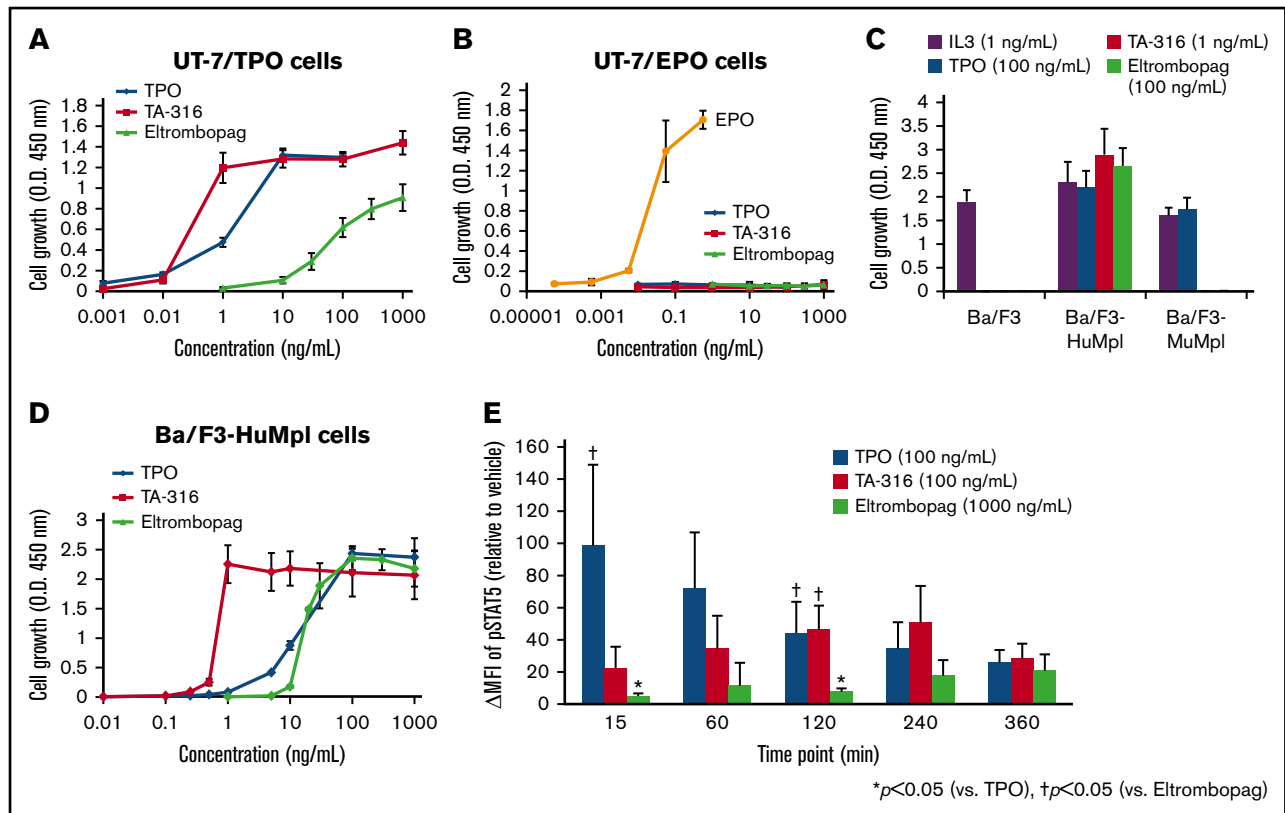 A
UT-7/TPO cells
TPO
TA-316
Eltrombopag
Cell growth (O.D. 450 nm)
1.8
1.6
1.4
1.2
1
0.8
0.6
0.4
0.2
0
0.001 0.01 0.1 1 10 100 1000
Concentration (ng/mL)
B
UT-7/EPO cells
EPO
TPO
TA-316
Eltrombopag
Cell growth (O.D. 450 nm)
2
1.8
1.6
1.4
1.2
1
0.8
0.6
0.4
0.2
0
0.00001 0.001 0.1 10 1000
Concentration (ng/mL)
C
IL3 (1 ng/mL)
TPO (100 ng/mL)
TA-316 (1 ng/mL)
Eltrombopag
(100 ng/mL)
Cell growth (O.D. 450 nm)
4
3.5
3
2.5
2
1.5
1
0.5
0
Ba/F3
Ba/F3-
HuMpl
Ba/F3-
MuMpl
D
Ba/F3-HuMpl cells
TPO
TA-316
Eltrombopag
Cell growth (O.D. 450 nm)
3
2.5
2
1.5
1
0.5
0
0.01 0.1 1 10 100 1000
Concentration (ng/mL)
E
TPO (100 ng/mL)
TA-316 (100 ng/mL)
Eltrombopag (1000 ng/mL)
ΔMFI of pSTAT5 (relative to vehicle)
160
140
120
100
80
60
40
20
0
†
*
† †
*
15 60 120 240 360
Time point (min)
*p<0.05 (vs. TPO), †p<0.05 (vs. Eltrombopag)